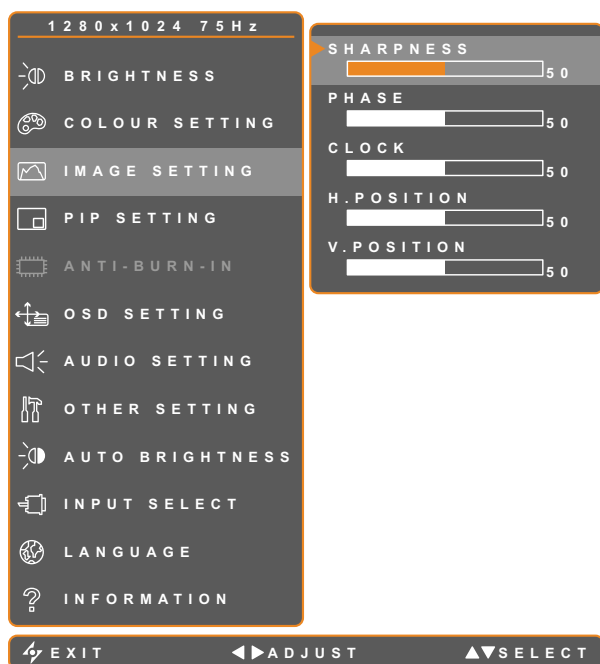 1280x1024 75Hz
BRIGHTNESS
COLOUR SETTING
IMAGE SETTING
PIP SETTING
ANTI-BURN-IN
OSD SETTING
AUDIO SETTING
OTHER SETTING
AUTO BRIGHTNESS
INPUT SELECT
LANGUAGE
INFORMATION
SHARPNESS
50
PHASE
50
CLOCK
50
H.POSITION
50
V.POSITION
50
EXIT ADJUST SELECT